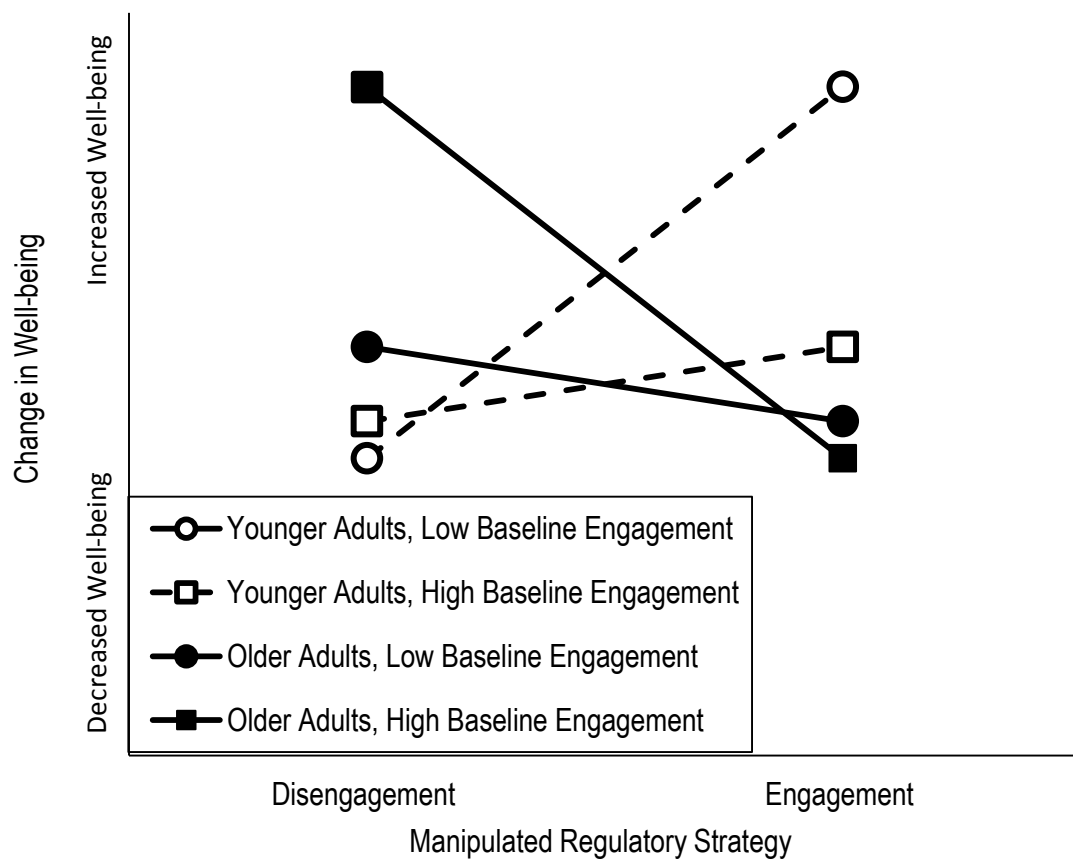 Change in Well-being
Increased Well-being
Decreased Well-being
Younger Adults, Low Baseline Engagement
Younger Adults, High Baseline Engagement
Older Adults, Low Baseline Engagement
Older Adults, High Baseline Engagement
Disengagement
Engagement
Manipulated Regulatory Strategy